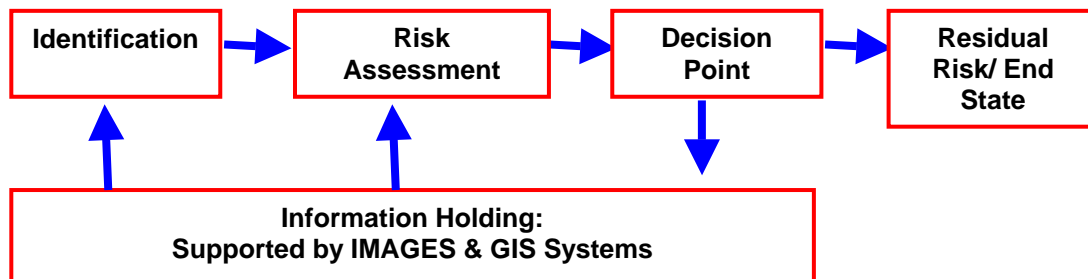 Identification
Risk
Assessment
Decision
Point
Residual
Risk/ End
State
Information Holding:
Supported by IMAGES & GIS Systems